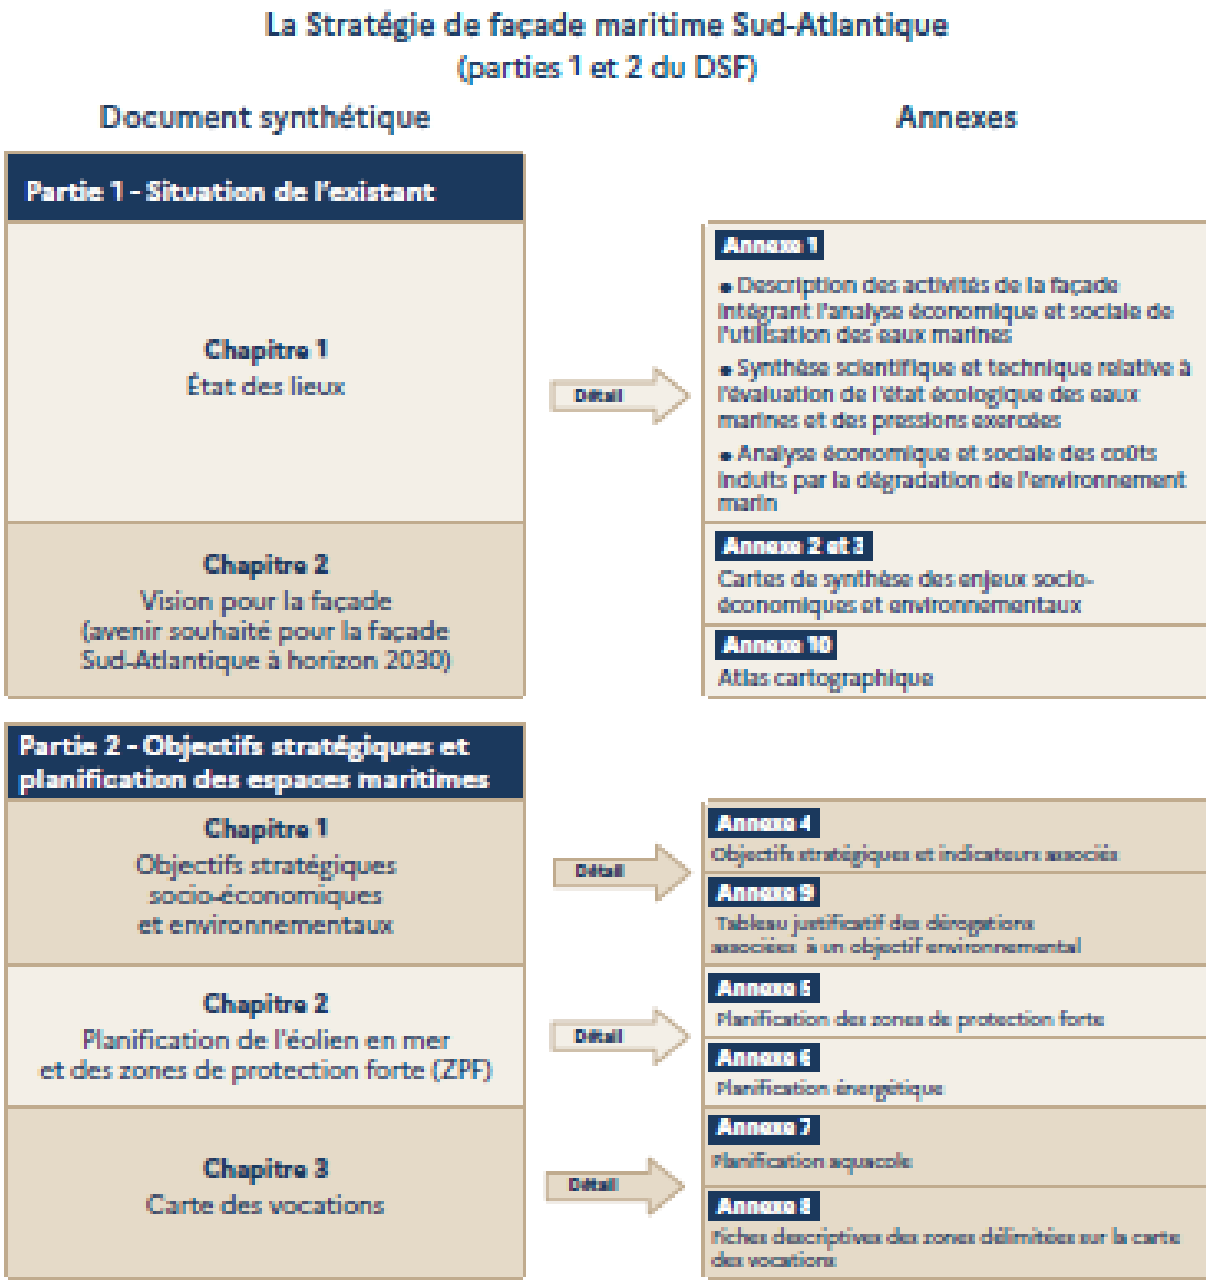 La Stratégie de façade maritime Sud-Atlantique
(parties 1 et 2 du DSF)
Document synthétique
Annexes
Partie 1 - Situation de l'existant
Chapitre 1
État des lieux
Détail
Annexe 1
• Description des activités de la façade
intégrant l'analyse économique et sociale de
l'utilisation des eaux marines
• Synthèse scientifique et technique relative à
l'évaluation de l'état écologique des eaux
marines et des pressions exercées
• Analyse économique et sociale des coûts
induits par la dégradation de l'environnement
marin
Chapitre 2
Vision pour la façade
(avenir souhaité pour la façade
Sud-Atlantique à horizon 2030)
Annexe 2 et 3
Cartes de synthèse des enjeux socio-
économiques et environnementaux
Annexe 10
Atlas cartographique
Partie 2 - Objectifs stratégiques et
planification des espaces maritimes
Chapitre 1
Objectifs stratégiques
socio-économiques
et environnementaux
Détail
Annexe 4
Objectifs stratégiques et indicateurs associés
Annexe 9
Tableau justificatif des dérogations
associées à un objectif environnemental
Chapitre 2
Planification de l'éolien en mer
et des zones de protection forte (ZPF)
Détail
Annexe 5
Planification des zones de protection forte
Annexe 6
Planification énergétique
Chapitre 3
Carte des vocations
Détail
Annexe 7
Planification aquacole
Annexe 8
Fiches descriptives des zones délimitées sur la carte
des vocations